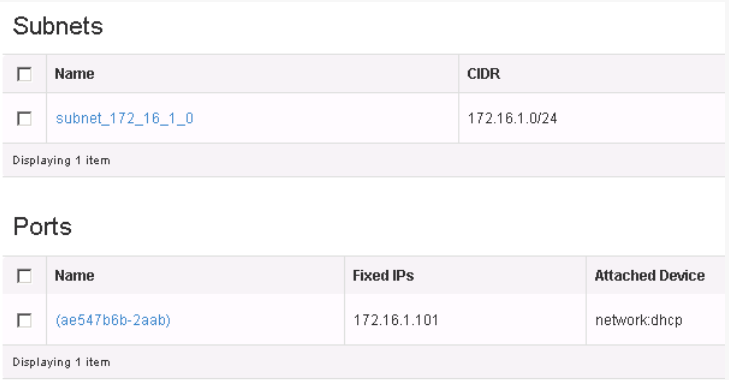 Subnets
Name CIDR
subnet_172_16_1_0 172.16.1.0/24
Displaying 1 item
Ports
Name Fixed IPs Attached Device
(ae547b6b-2aab) 172.16.1.101 network:dhcp
Displaying 1 item